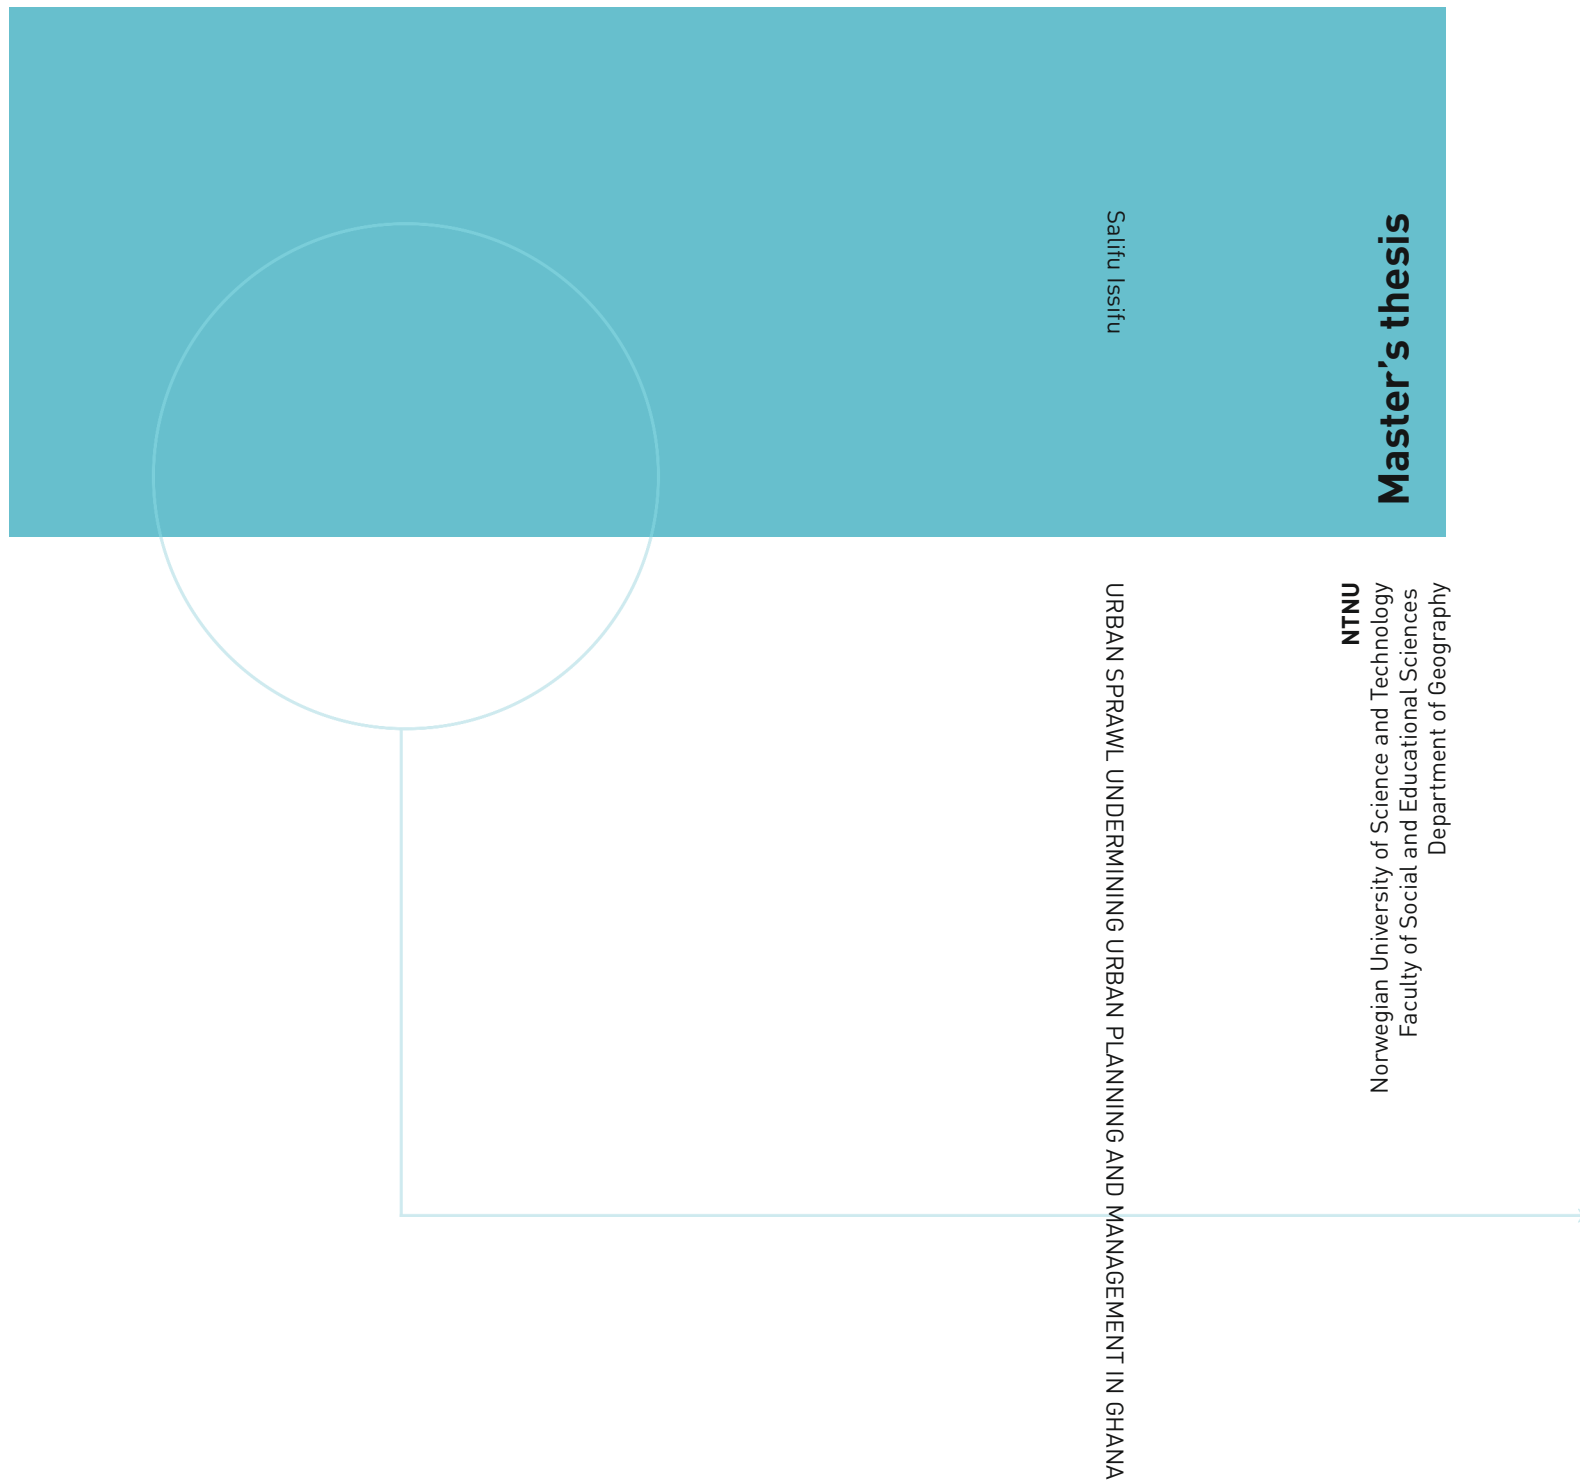 Salifu Issifu
URBAN SPRAWL UNDERMINING URBAN PLANNING AND MANAGEMENT IN GHANA
Master's thesis
NTNU
Norwegian University of Science and Technology
Faculty of Social and Educational Sciences
Department of Geography